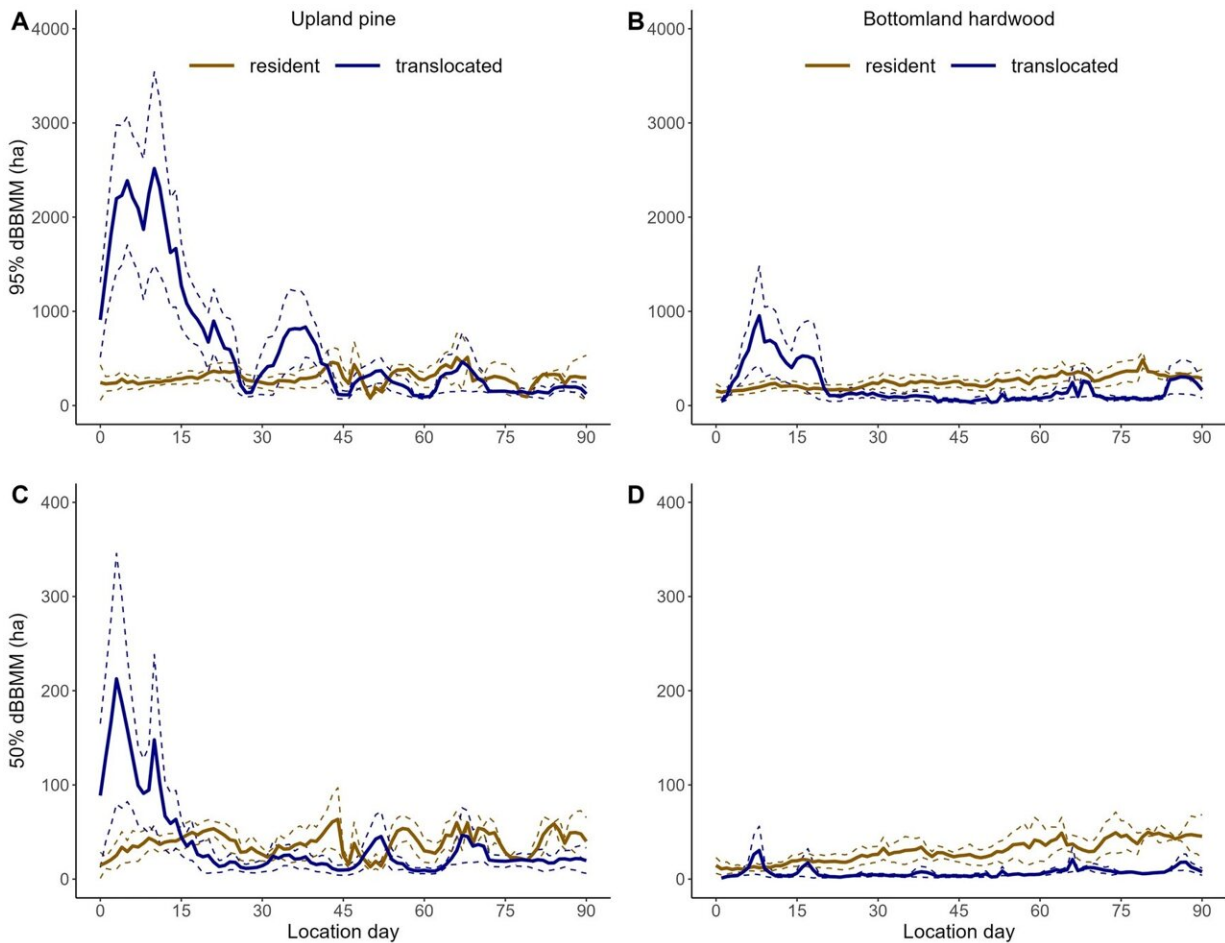 A Upland pine
resident translocated
4000
3000
2000
1000
0
95% dBBMM (ha)
0 15 30 45 60 75 90
B Bottomland hardwood
resident translocated
4000
3000
2000
1000
0
0 15 30 45 60 75 90
C
400
300
200
100
0
50% dBBMM (ha)
0 15 30 45 60 75 90
Location day
D
400
300
200
100
0
0 15 30 45 60 75 90
Location day